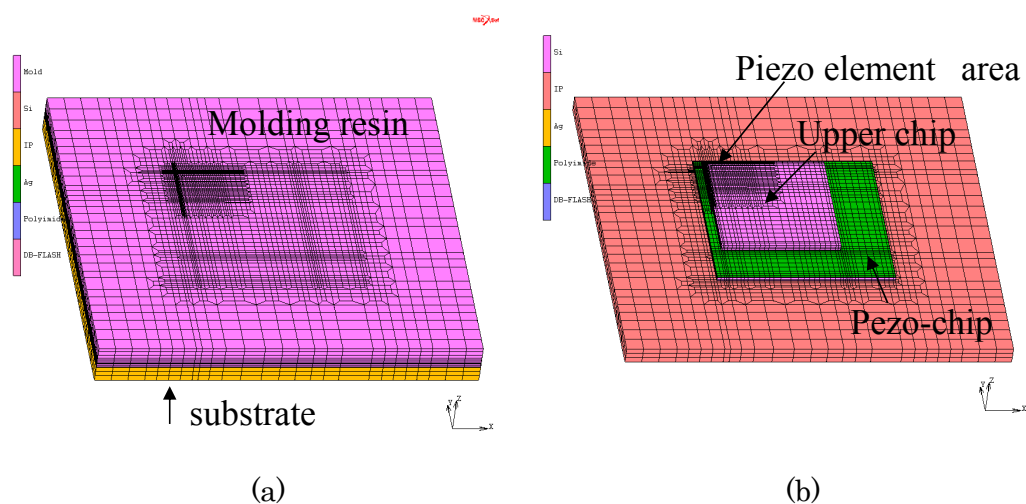 Mold
Si
IP
Ag
Polyimide
DB-FLASH
Molding resin
substrate
Y Z
X
(a)
Si
IP
Ag
Polyimide
DB-FLASH
Piezo element area
Upper chip
Pezo-chip
Y Z
X
(b)